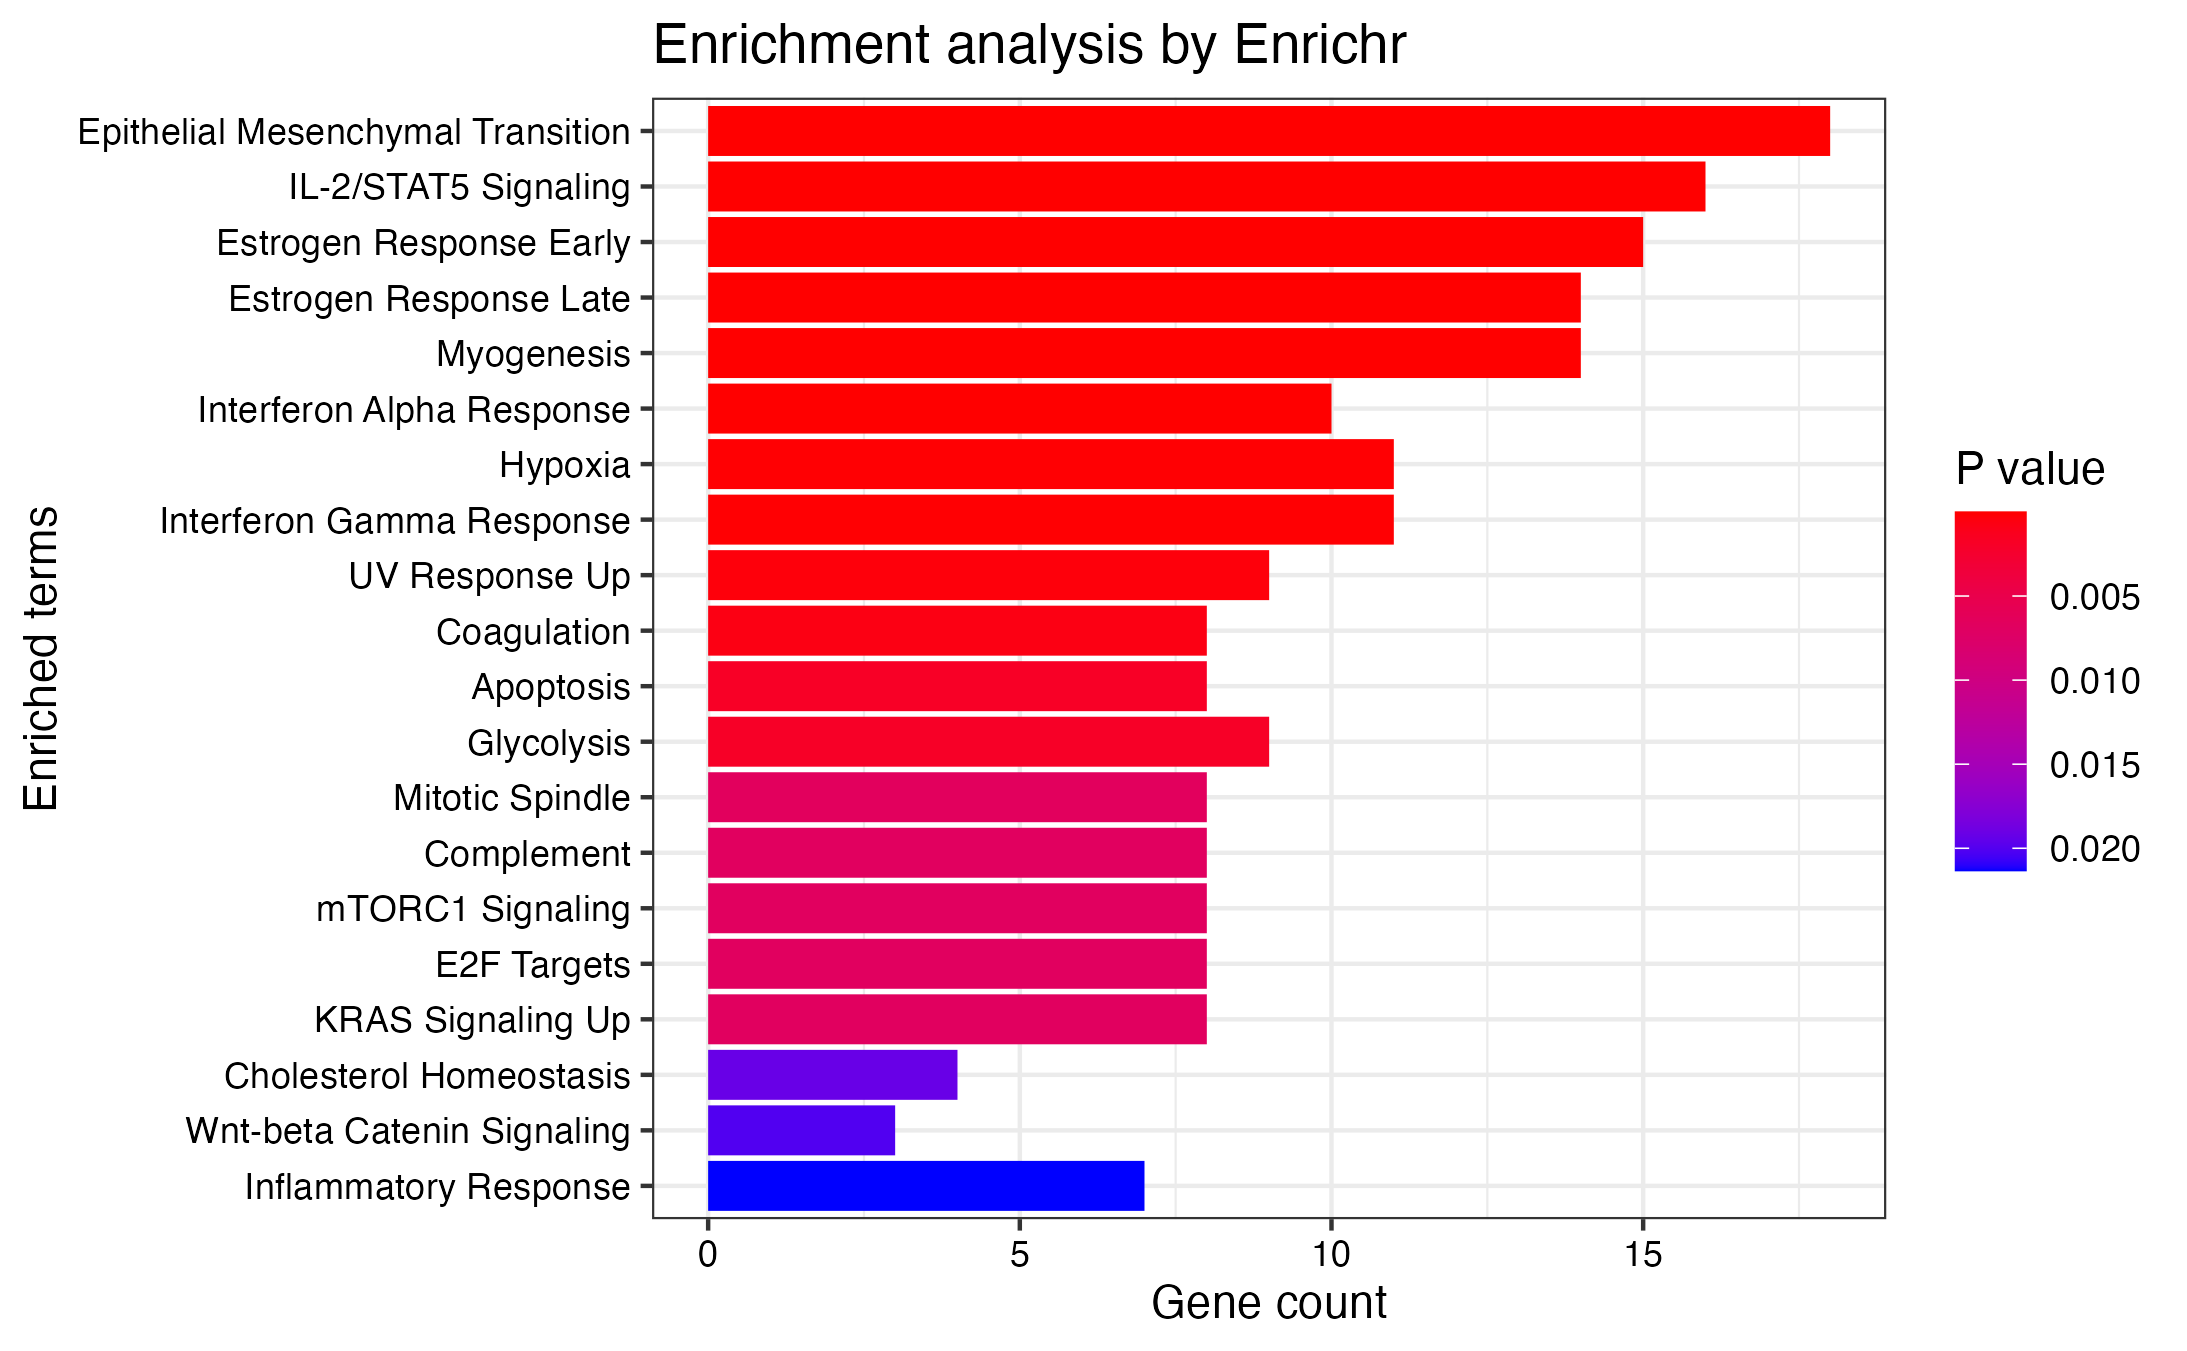 Enrichment analysis by Enrichr
Epithelial Mesenchymal Transition
IL-2/STAT5 Signaling
Estrogen Response Early
Estrogen Response Late
Myogenesis
Interferon Alpha Response
Hypoxia
Interferon Gamma Response
UV Response Up
Coagulation
Apoptosis
Glycolysis
Mitotic Spindle
Complement
mTORC1 Signaling
E2F Targets
KRAS Signaling Up
Cholesterol Homeostasis
Wnt-beta Catenin Signaling
Inflammatory Response
Enriched terms
0 5 10 15
Gene count
P value
0.005
0.010
0.015
0.020